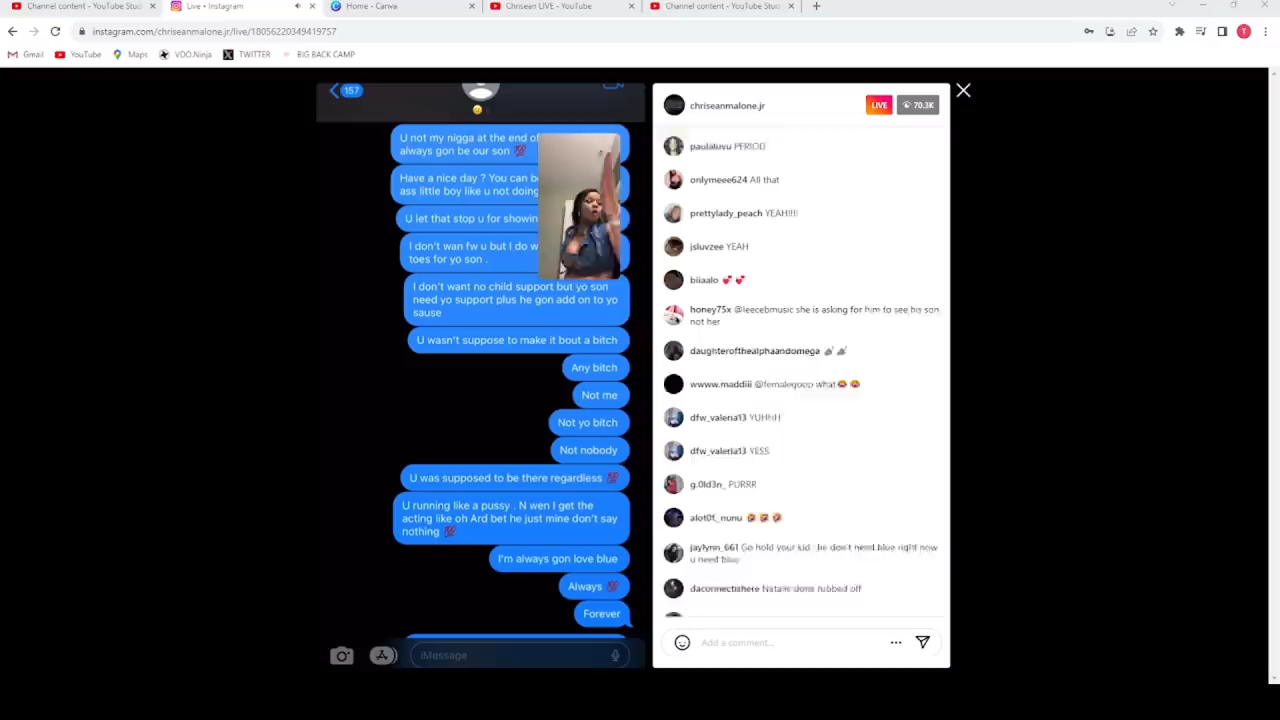 Channel content - YouTube Stud
Live • Instagram
Home - Canva
Chrisean LIVE - YouTube
Channel content - YouTube Studi
instagram.com/chriseanmalone.jr/live/18056220349419757
T
Gmail
YouTube
Maps
VDO.Ninja
TWITTER
BIG BACK CAMP
157
U not my nigga at the end of
always gon be our son 💯
Have a nice day ? You can b
ass little boy like u not doing
U let that stop u for showin
I don't wan fw u but I do w
toes for yo son .
I don't want no child support but yo son
need yo support plus he gon add on to yo
sause
U wasn't suppose to make it bout a bitch
Any bitch
Not me
Not yo bitch
Not nobody
U was supposed to be there regardless 💯
U running like a pussy . N wen I get the
acting like oh Ard bet he just mine don't say
nothing 💯
I'm always gon love blue
Always 💯
Forever
iMessage
chriseanmalone.jr
LIVE
70.3K
paulaluvu PERIOD
onlymeee624 All that
prettylady_peach YEAH!!!!
jsluvzee YEAH
biiaalo 💕 💕
honey75x @leecebmusic she is asking for him to see his son,
not her
daughterofthealphaandomega
wwww.maddiii @femalegoop what
dfw_valeria13 YUHHH
dfw_valeria13 YESS
g.0ld3n_ PURRR
alot0f._nunu
jaylynn_661 Go hold your kid he don't need blue right now
u need blue
daconnectishere Natalie dons rubbed off
Add a comment...